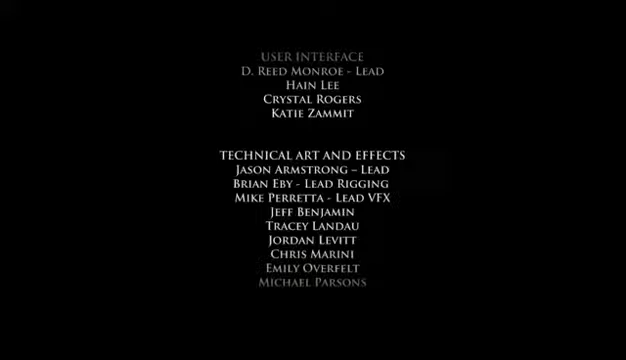 USER INTERFACE
D. REED MONROE - LEAD
HAIN LEE
CRYSTAL ROGERS
KATIE ZAMMIT
TECHNICAL ART AND EFFECTS
JASON ARMSTRONG – LEAD
BRIAN EBY - LEAD RIGGING
MIKE PERRETTA - LEAD VFX
JEFF BENJAMIN
TRACEY LANDAU
JORDAN LEVITT
CHRIS MARINI
EMILY OVERFELT
MICHAEL PARSONS